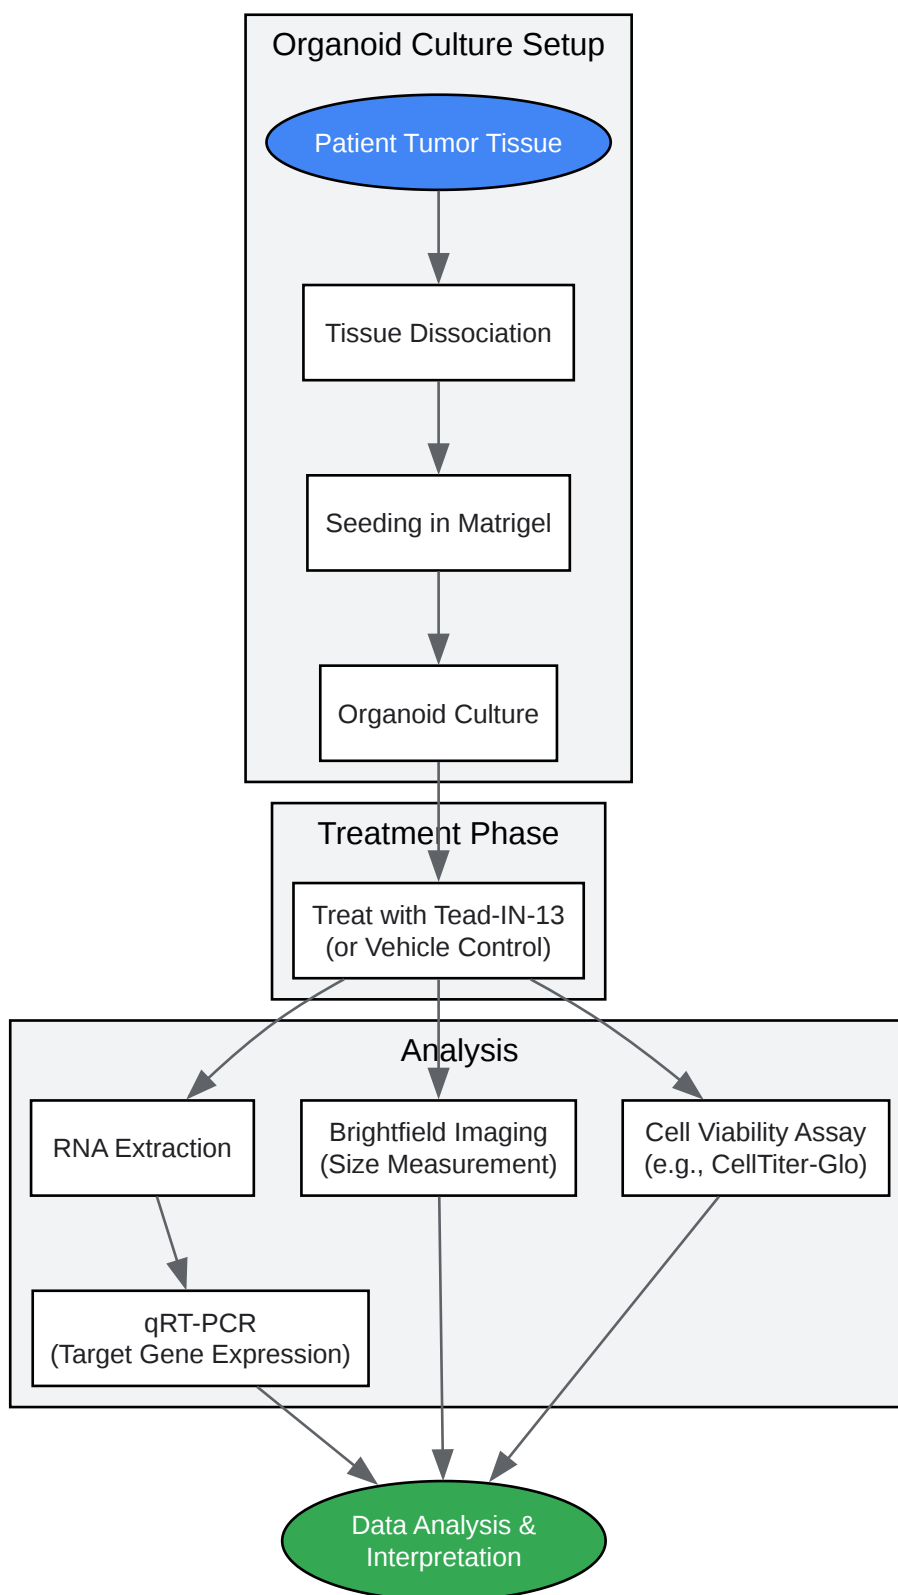 Organoid Culture Setup
Patient Tumor Tissue
Tissue Dissociation
Seeding in Matrigel
Organoid Culture
Treatment Phase
Treat with Tead-IN-13
(or Vehicle Control)
Analysis
RNA Extraction
Brightfield Imaging
(Size Measurement)
Cell Viability Assay
(e.g., CellTiter-Glo)
qRT-PCR
(Target Gene Expression)
Data Analysis &
Interpretation